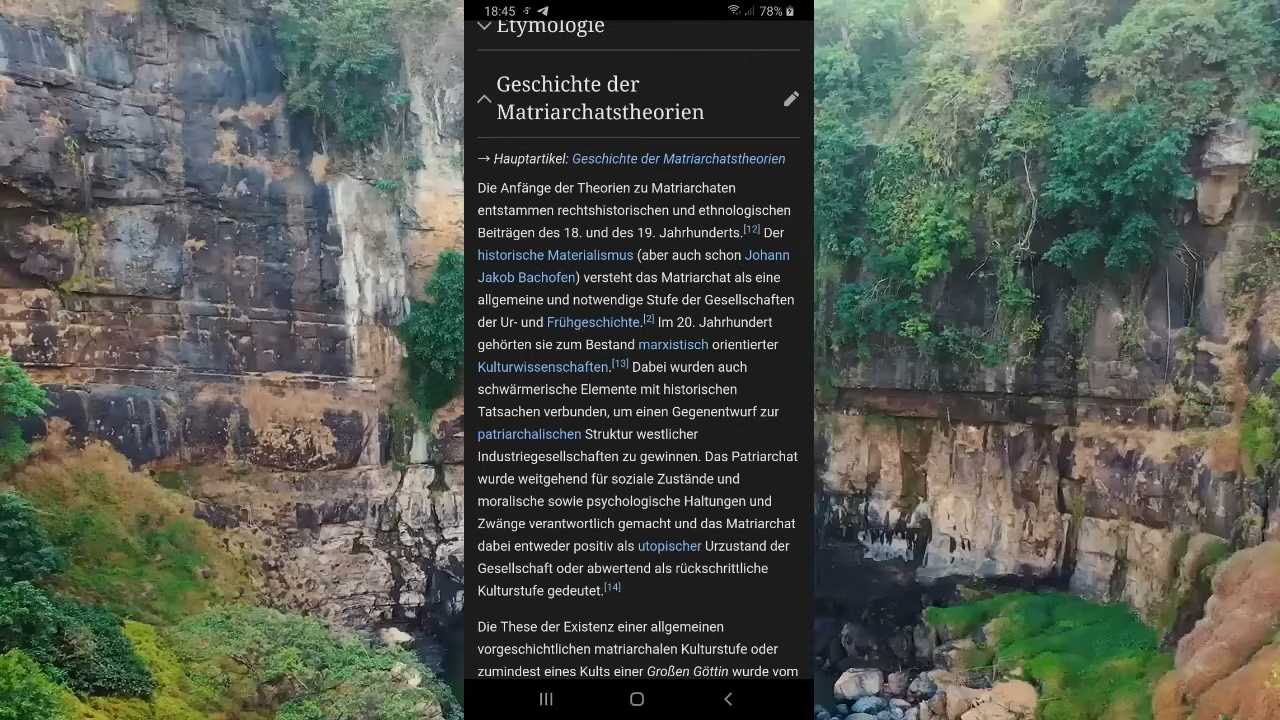 18:45 78%
Etymologie
Geschichte der
Matriarchatstheorien
→ Hauptartikel: Geschichte der Matriarchatstheorien
Die Anfänge der Theorien zu Matriarchaten
entstammen rechtshistorischen und ethnologischen
Beiträgen des 18. und des 19. Jahrhunderts.[12] Der
historische Materialismus (aber auch schon Johann
Jakob Bachofen) versteht das Matriarchat als eine
allgemeine und notwendige Stufe der Gesellschaften
der Ur- und Frühgeschichte.[2] Im 20. Jahrhundert
gehörten sie zum Bestand marxistisch orientierter
Kulturwissenschaften.[13] Dabei wurden auch
schwärmerische Elemente mit historischen
Tatsachen verbunden, um einen Gegenentwurf zur
patriarchalischen Struktur westlicher
Industriegesellschaften zu gewinnen. Das Patriarchat
wurde weitgehend für soziale Zustände und
moralische sowie psychologische Haltungen und
Zwänge verantwortlich gemacht und das Matriarchat
dabei entweder positiv als utopischer Urzustand der
Gesellschaft oder abwertend als rückschrittliche
Kulturstufe gedeutet.[14]
Die These der Existenz einer allgemeinen
vorgeschichtlichen matriarchalen Kulturstufe oder
zumindest eines Kults einer Großen Göttin wurde vom